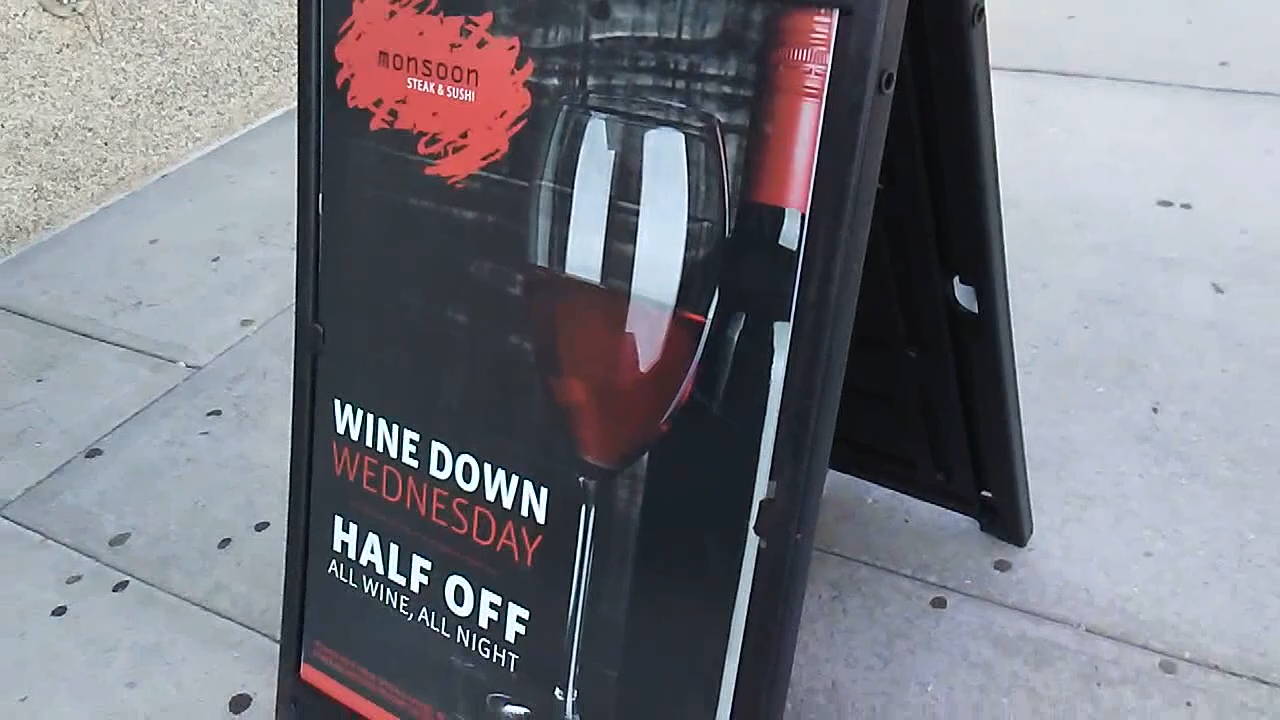 monsoon
STEAK & SUSHI
WINE DOWN
WEDNESDAY
HALF OFF
ALL WINE, ALL NIGHT